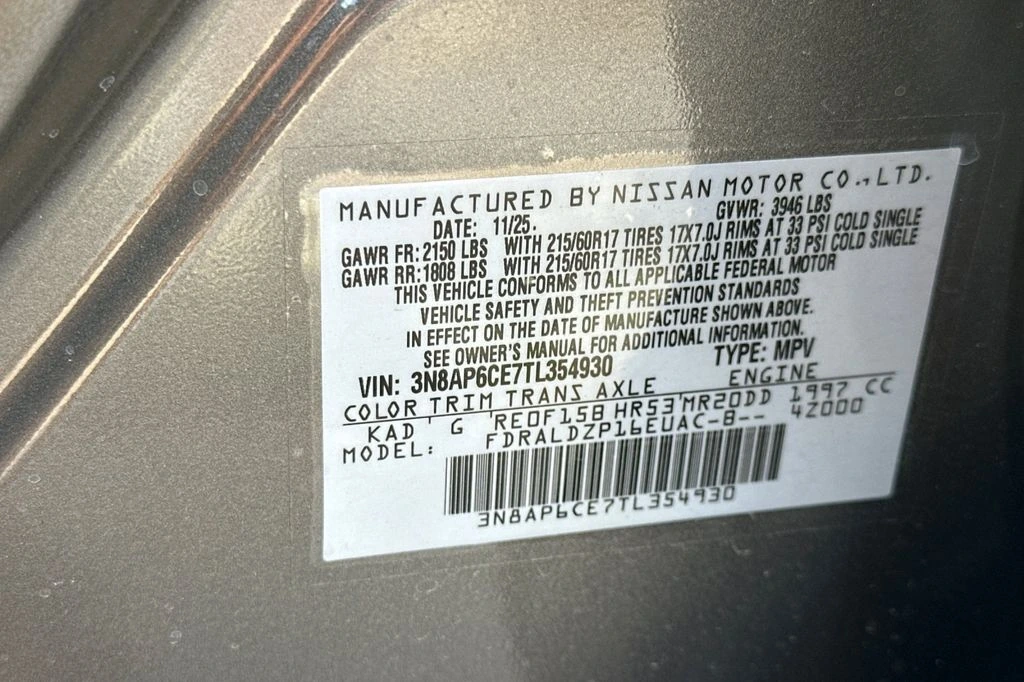 MANUFACTURED BY NISSAN MOTOR CO., LTD.
DATE: 11/25. GVWR: 3946 LBS
GAWR FR: 2150 LBS WITH 215/60R17 TIRES 17X7.0J RIMS AT 33 PSI COLD SINGLE
GAWR RR: 1808 LBS WITH 215/60R17 TIRES 17X7.0J RIMS AT 33 PSI COLD SINGLE
THIS VEHICLE CONFORMS TO ALL APPLICABLE FEDERAL MOTOR
VEHICLE SAFETY AND THEFT PREVENTION STANDARDS
IN EFFECT ON THE DATE OF MANUFACTURE SHOWN ABOVE.
SEE OWNER'S MANUAL FOR ADDITIONAL INFORMATION.
VIN: 3N8AP6CE7TL354930 TYPE: MPV
COLOR TRIM TRANS AXLE ENGINE
KAD G RE0F15B HR53 MR20DD 1997 CC
MODEL: FDRALDZP16EUAC-B-- 4Z000
3N8AP6CE7TL354930